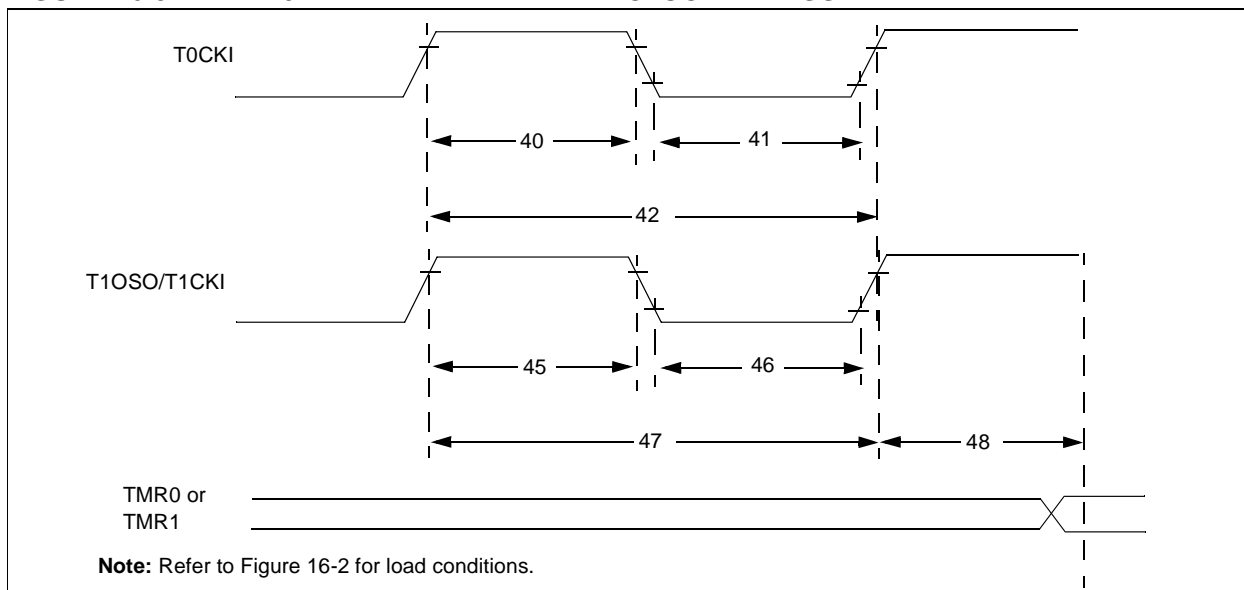 T0CKI
40
41
42
T1OSO/T1CKI
45
46
47
48
TMR0 or
TMR1
Note: Refer to Figure 16-2 for load conditions.